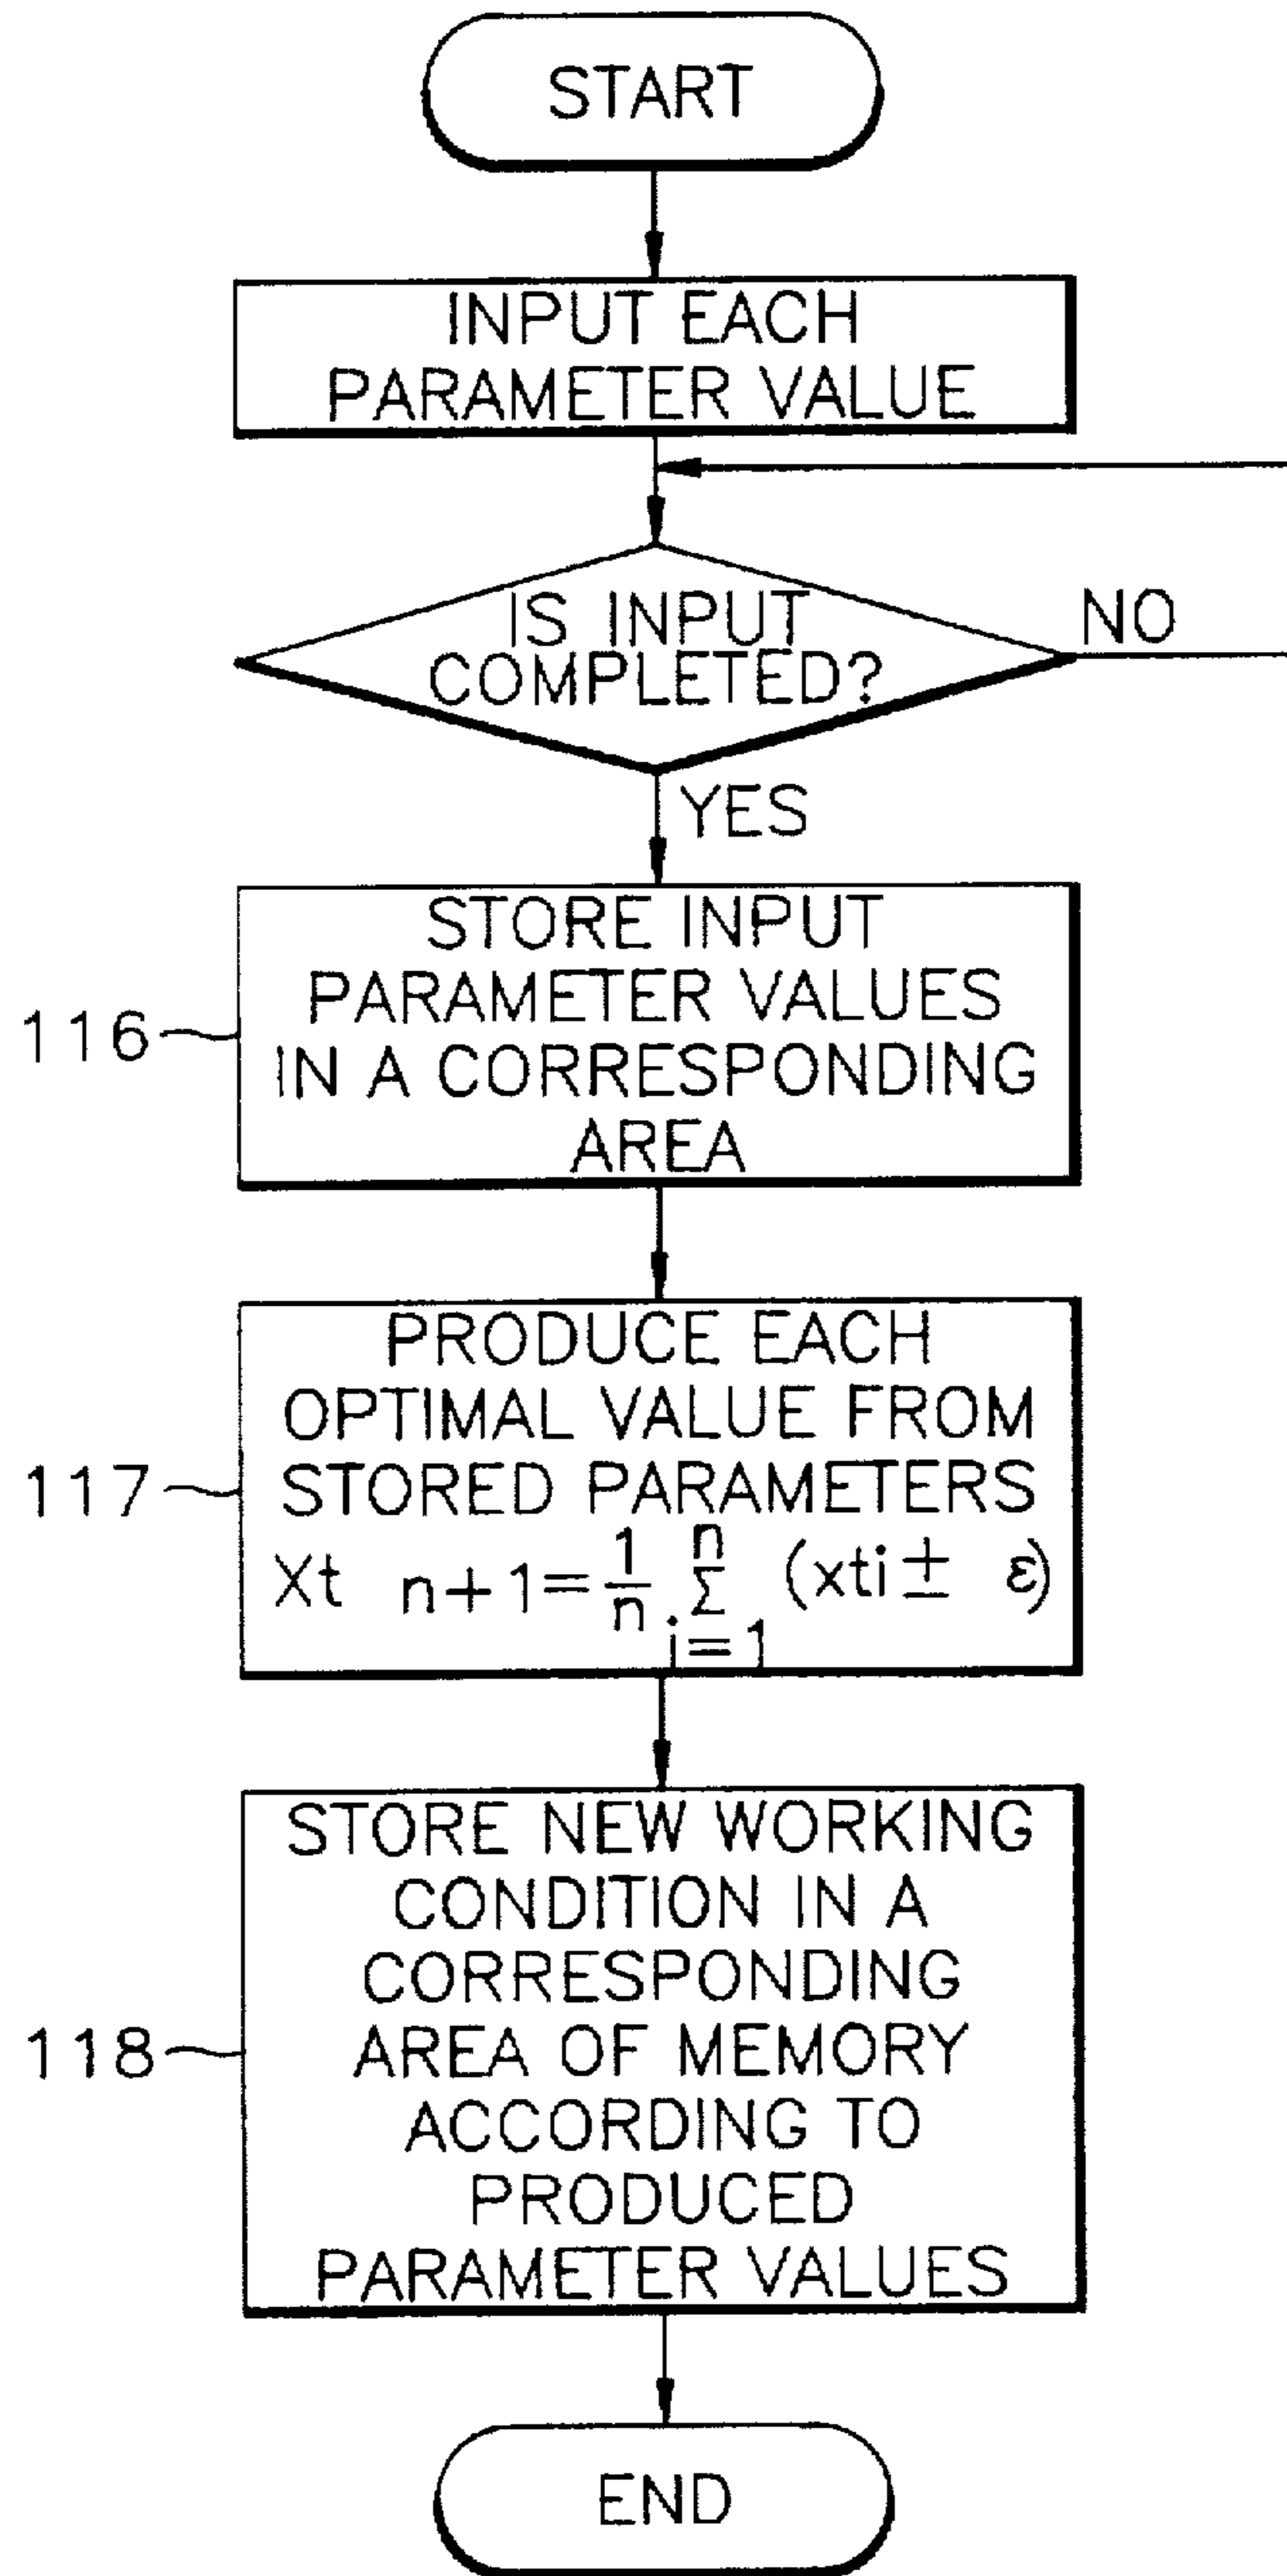 START
INPUT EACH
PARAMETER VALUE
IS INPUT
COMPLETED?
NO
YES
116
STORE INPUT
PARAMETER VALUES
IN A CORRESPONDING
AREA
117
PRODUCE EACH
OPTIMAL VALUE FROM
STORED PARAMETERS
Xt n+1=1/n Σ i=1 n (xti ± ε)
118
STORE NEW WORKING
CONDITION IN A
CORRESPONDING
AREA OF MEMORY
ACCORDING TO
PRODUCED
PARAMETER VALUES
END